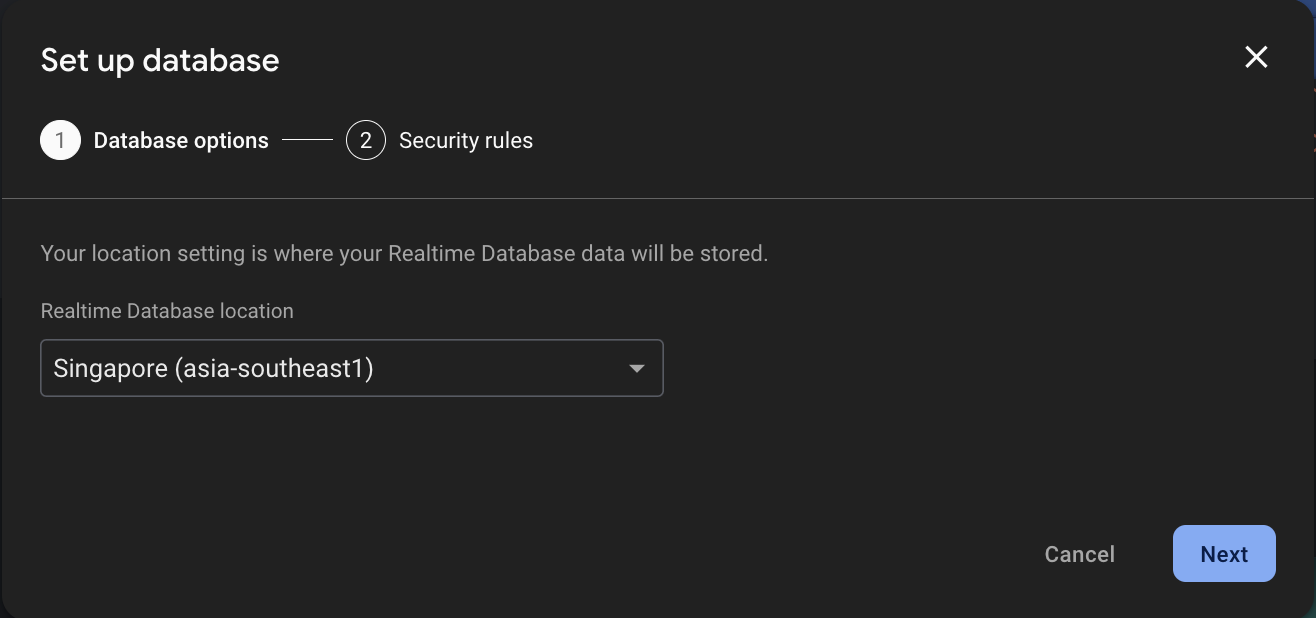 Set up database
1 Database options 2 Security rules
Your location setting is where your Realtime Database data will be stored.
Realtime Database location
Singapore (asia-southeast1)
Cancel Next